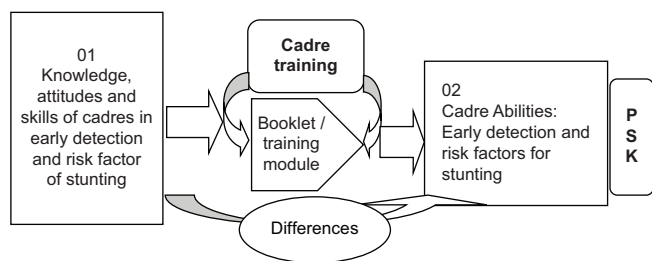 01
Knowledge,
attitudes and
skills of cadres in
early detection
and risk factor
of stunting
Cadre
training
Booklet /
training
module
02
Cadre Abilities:
Early detection and
risk factors for
stunting
P
S
K
Differences